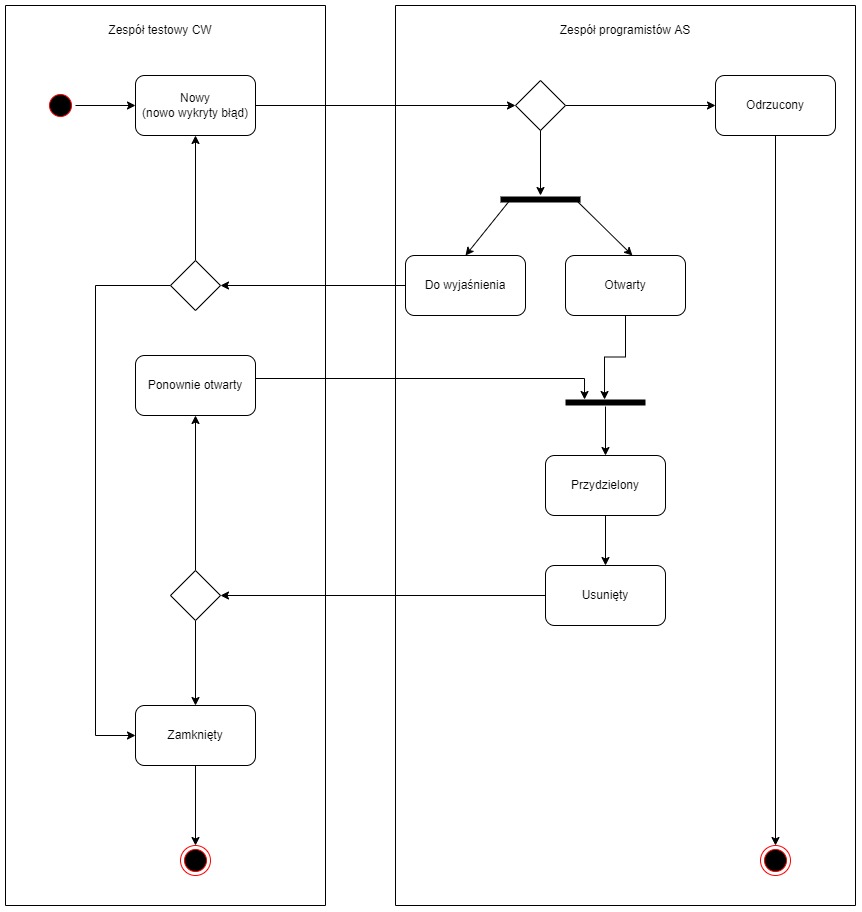 Zespół testowy CW
Zespół programistów AS
Nowy
(nowo wykryty błąd)
Odrzucony
Do wyjaśnienia
Otwarty
Ponownie otwarty
Przydzielony
Usunięty
Zamknięty